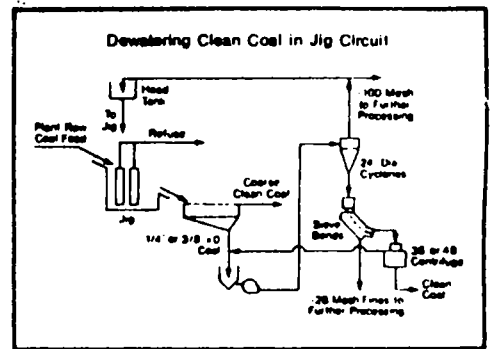 Dewatering Clean Coal in Jig Circuit
Head
Tank
To
Jig
Plant Raw
Coal Feed
Refuse
Jig
Coarse
Clean Coal
1/4" or 3/8" x 0
Coal
-100 Mesh
to Further
Processing
24" Dia
Cyclones
Sieve
Bends
36 or 48
Centrifuge
Clean
Coal
-28 Mesh Fines to
Further Processing